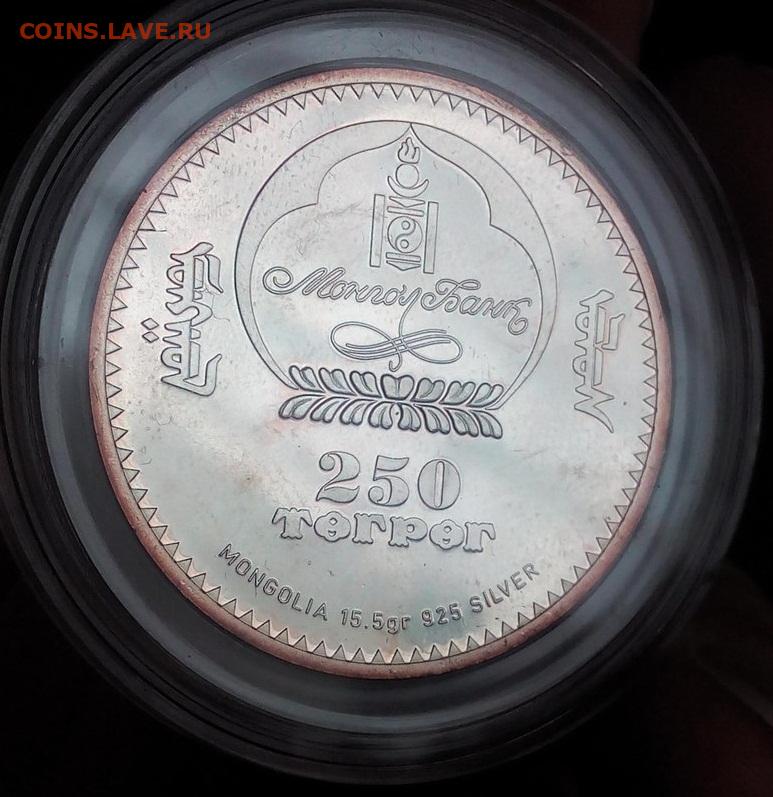 COINS.LAVE.RU
Монгол Банк
250
төгрөг
MONGOLIA 15.5gr 925 SILVER